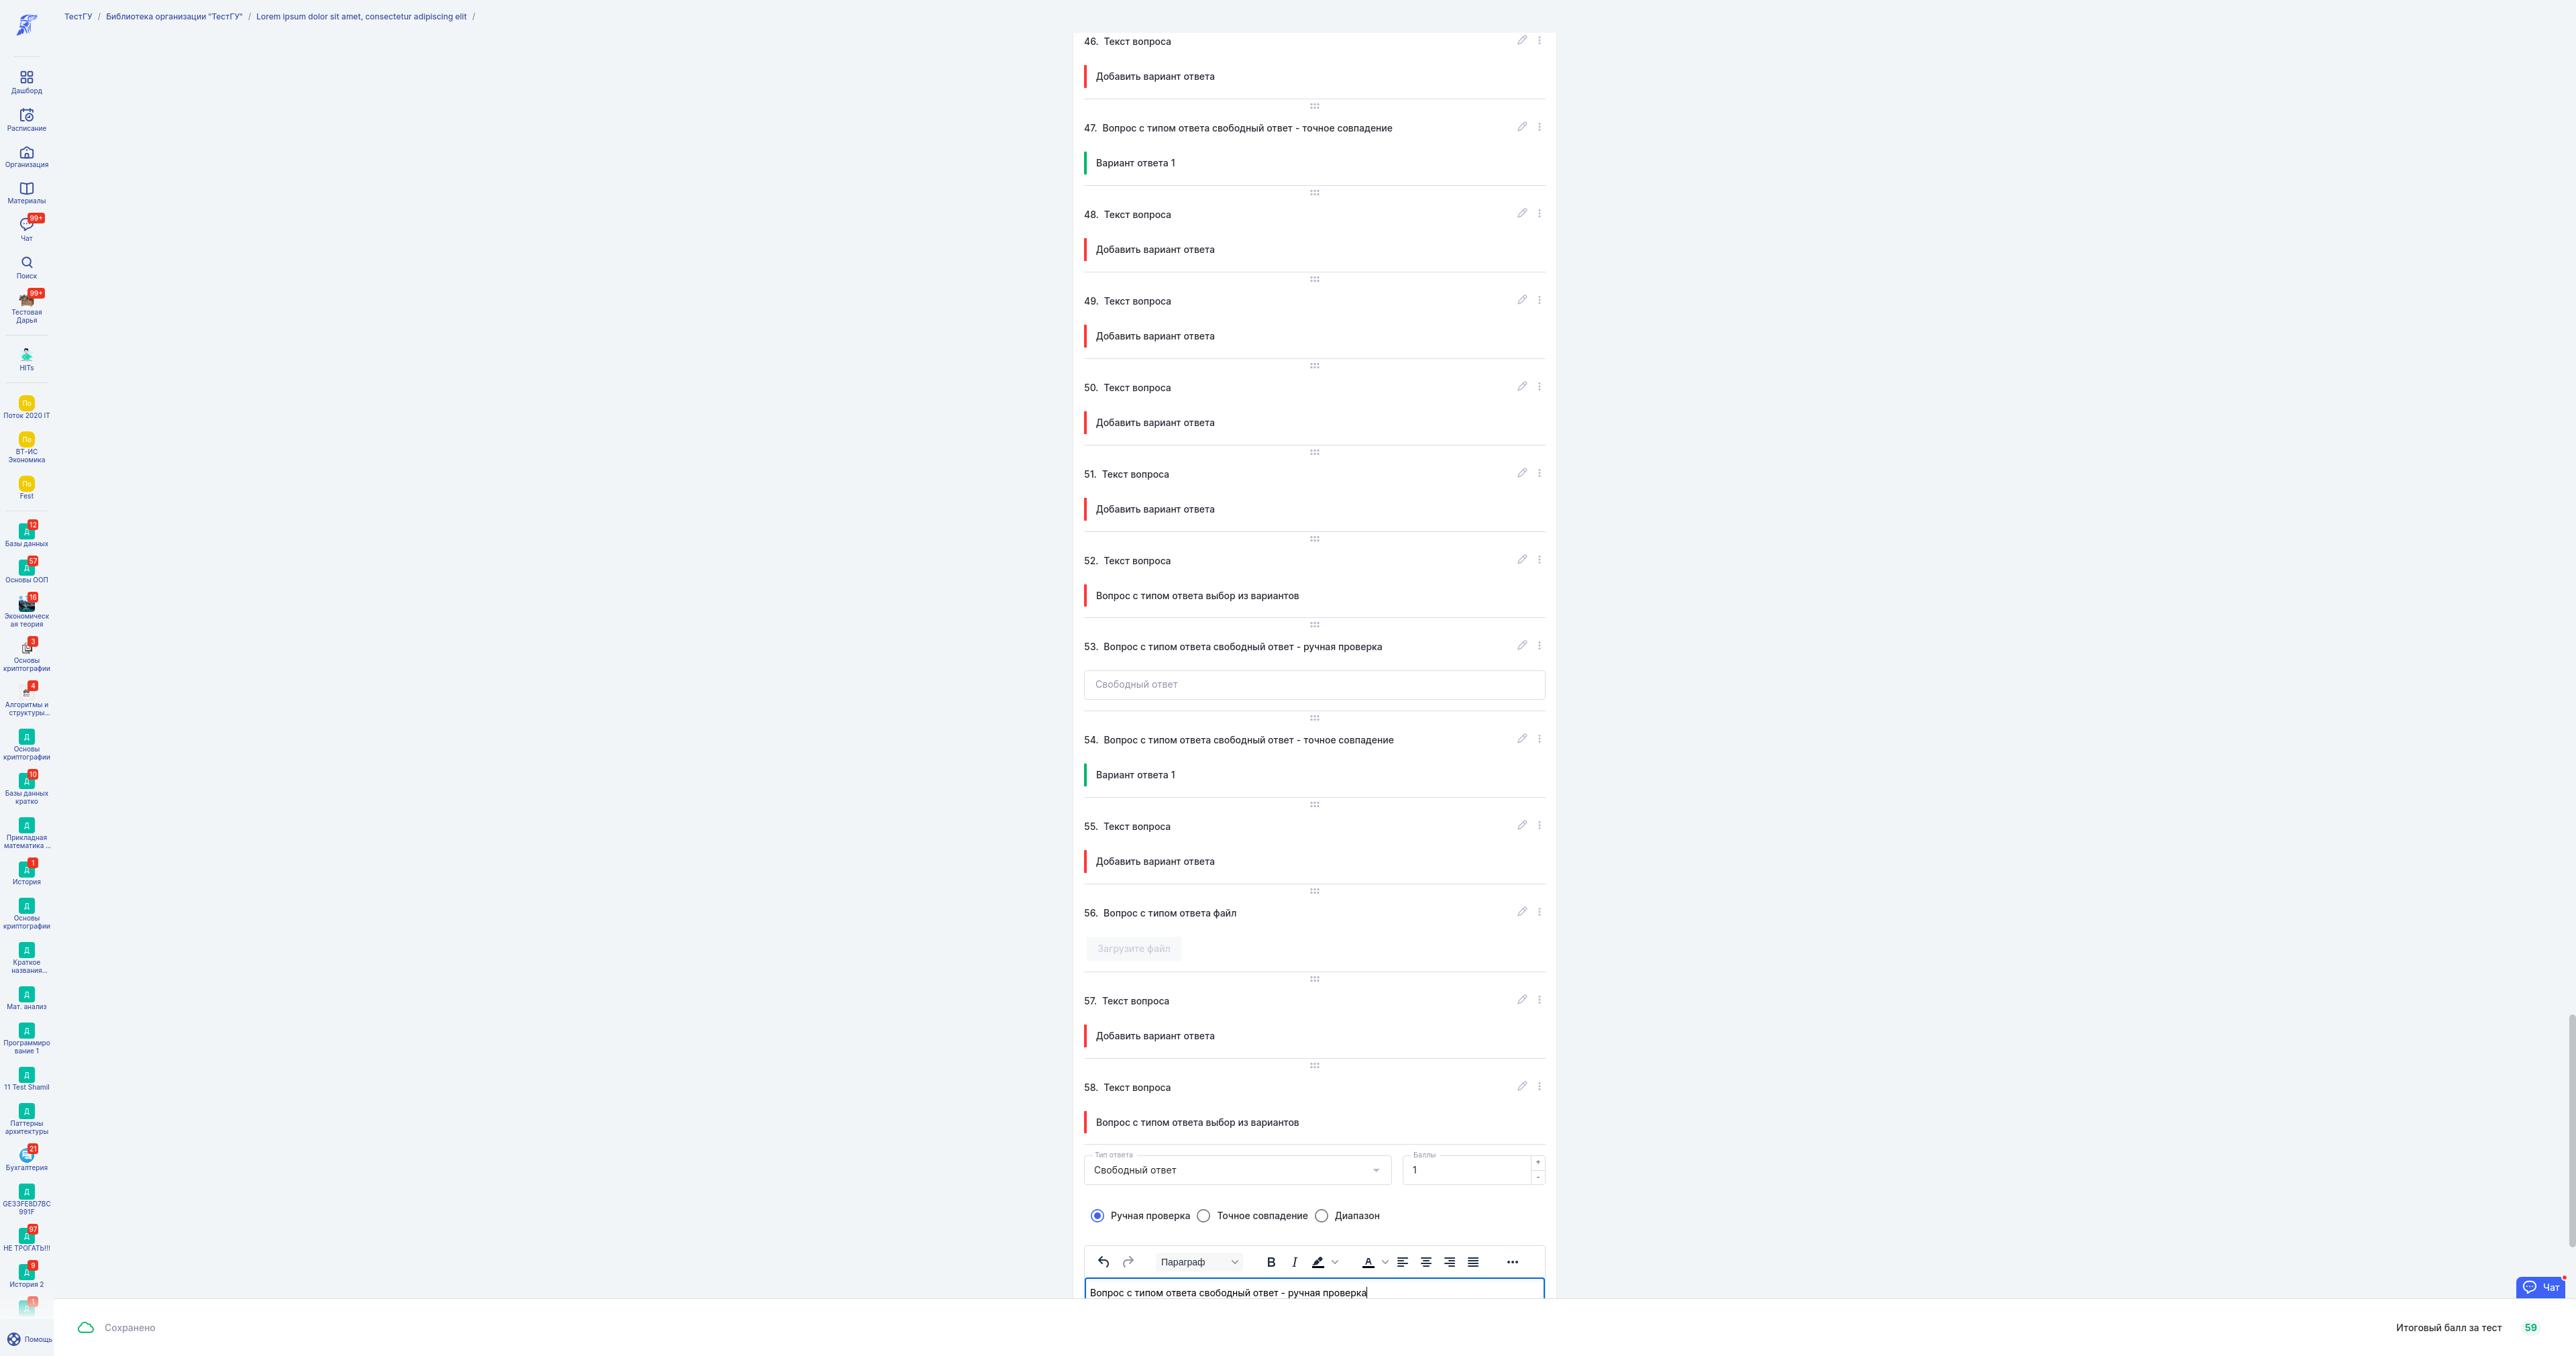 ТестГУ / Библиотека организации "ТестГУ" / Lorem ipsum dolor sit amet, consectetur adipiscing elit /
Дашборд
Расписание
Организация
Материалы
99+
Чат
Поиск
99+
Тестовая
Дарья
HITs
По
Поток 2020 IT
По
ВТ-ИС
Экономика
По
Fest
12
Д
Базы данных
57
Д
Основы ООП
16
Экономическ
ая теория
3
Основы
криптографии
4
Алгоритмы и
структуры...
Д
Основы
криптографии
10
Д
Базы данных
кратко
Д
Прикладная
математика ...
1
Д
История
Д
Основы
криптографии
Д
Краткое
названия...
Д
Мат. анализ
Д
Программиро
вание 1
Д
11 Test Shamil
Д
Паттерны
архитектуры
21
Бухгалтерия
Д
GE33FE8D7BC
991F
97
Д
НЕ ТРОГАТЬ!!!
9
Д
История 2
1
Д
Помощь
46. Текст вопроса
Добавить вариант ответа
47. Вопрос с типом ответа свободный ответ - точное совпадение
Вариант ответа 1
48. Текст вопроса
Добавить вариант ответа
49. Текст вопроса
Добавить вариант ответа
50. Текст вопроса
Добавить вариант ответа
51. Текст вопроса
Добавить вариант ответа
52. Текст вопроса
Вопрос с типом ответа выбор из вариантов
53. Вопрос с типом ответа свободный ответ - ручная проверка
Свободный ответ
54. Вопрос с типом ответа свободный ответ - точное совпадение
Вариант ответа 1
55. Текст вопроса
Добавить вариант ответа
56. Вопрос с типом ответа файл
Загрузите файл
57. Текст вопроса
Добавить вариант ответа
58. Текст вопроса
Вопрос с типом ответа выбор из вариантов
Тип ответа
Свободный ответ
Баллы
1
+
-
Ручная проверка Точное совпадение Диапазон
Параграф B I A
Вопрос с типом ответа свободный ответ - ручная проверка
Чат
Сохранено
Итоговый балл за тест 59